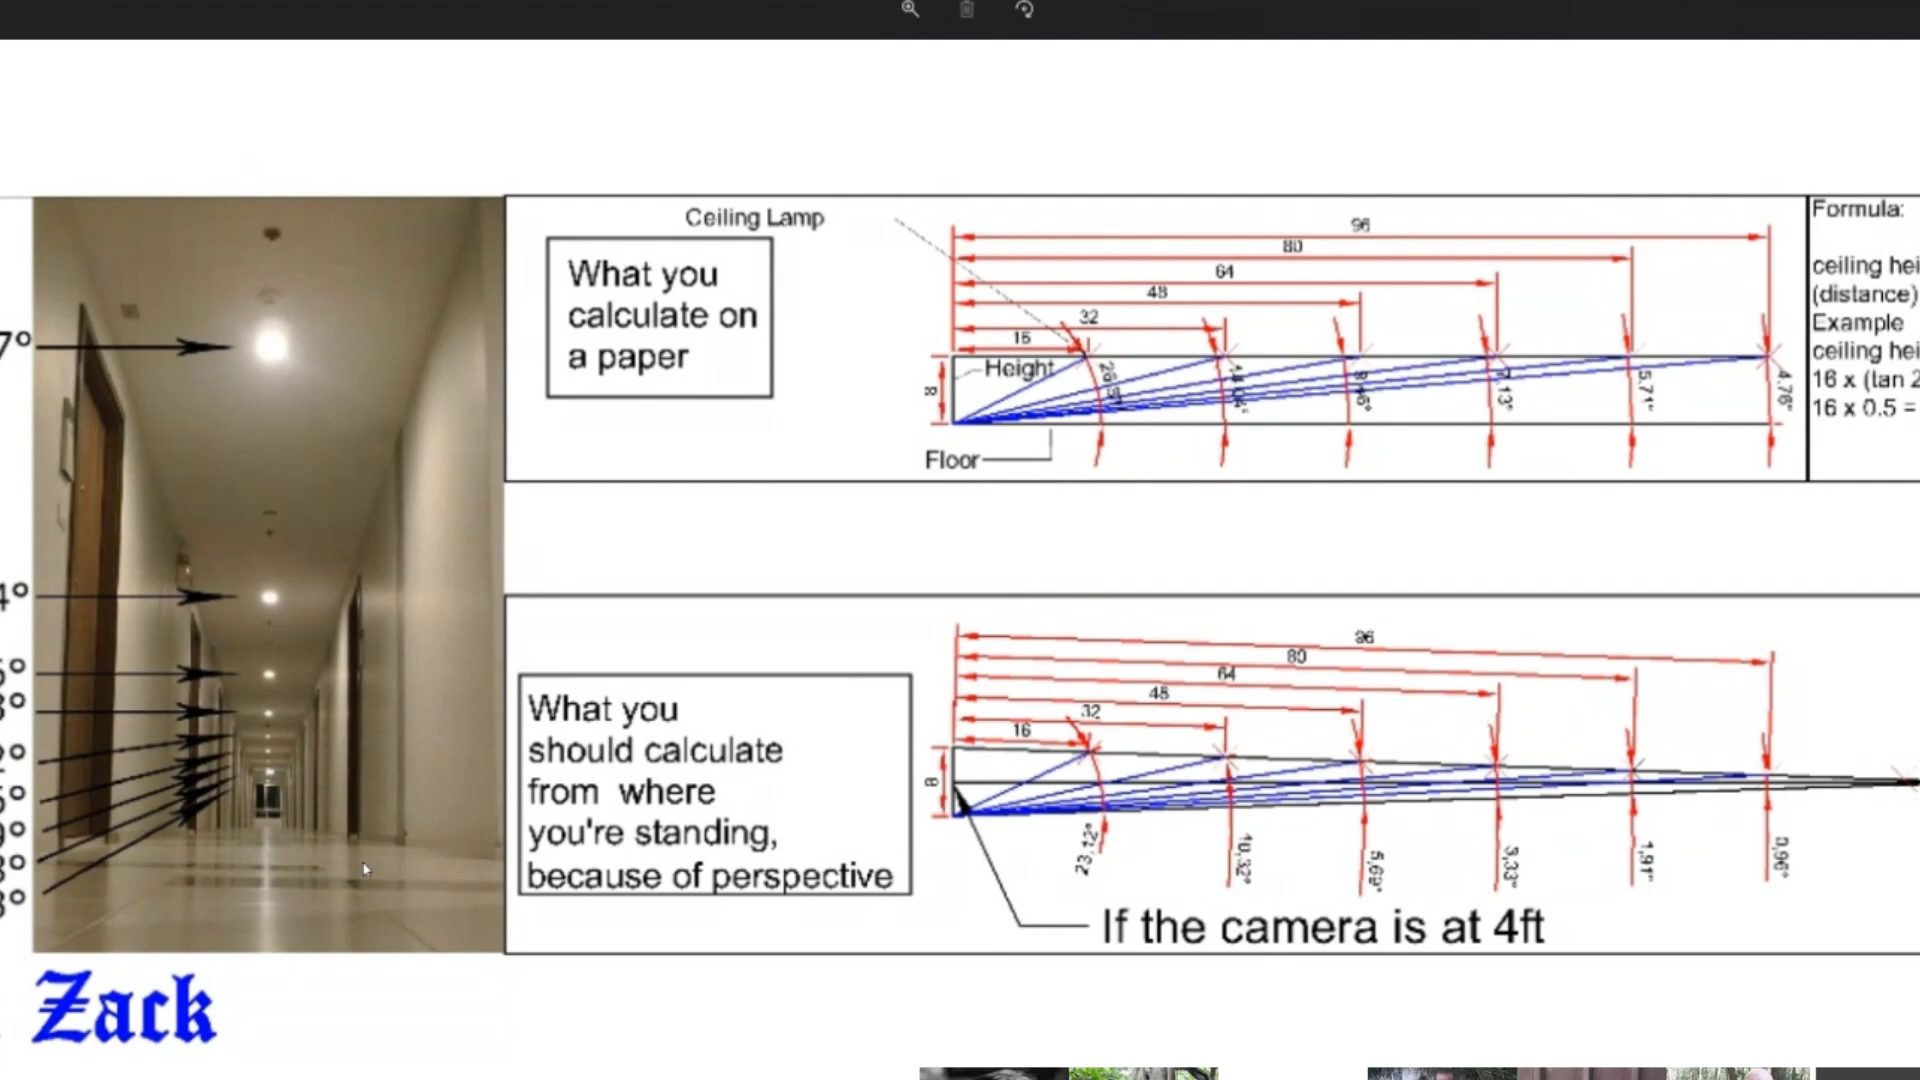 Ceiling Lamp
What you
calculate on
a paper
96
80
64
48
32
16
Height
8
Floor
7°
4°
5.71°
4.76°
Formula:
ceiling hei
(distance)
Example
ceiling hei
16 x (tan 2
16 x 0.5 =
96
80
64
48
32
16
8
What you
should calculate
from where
you're standing,
because of perspective
23,12°
10,32°
5,69°
3,33°
1,91°
0,96°
If the camera is at 4ft
Zack